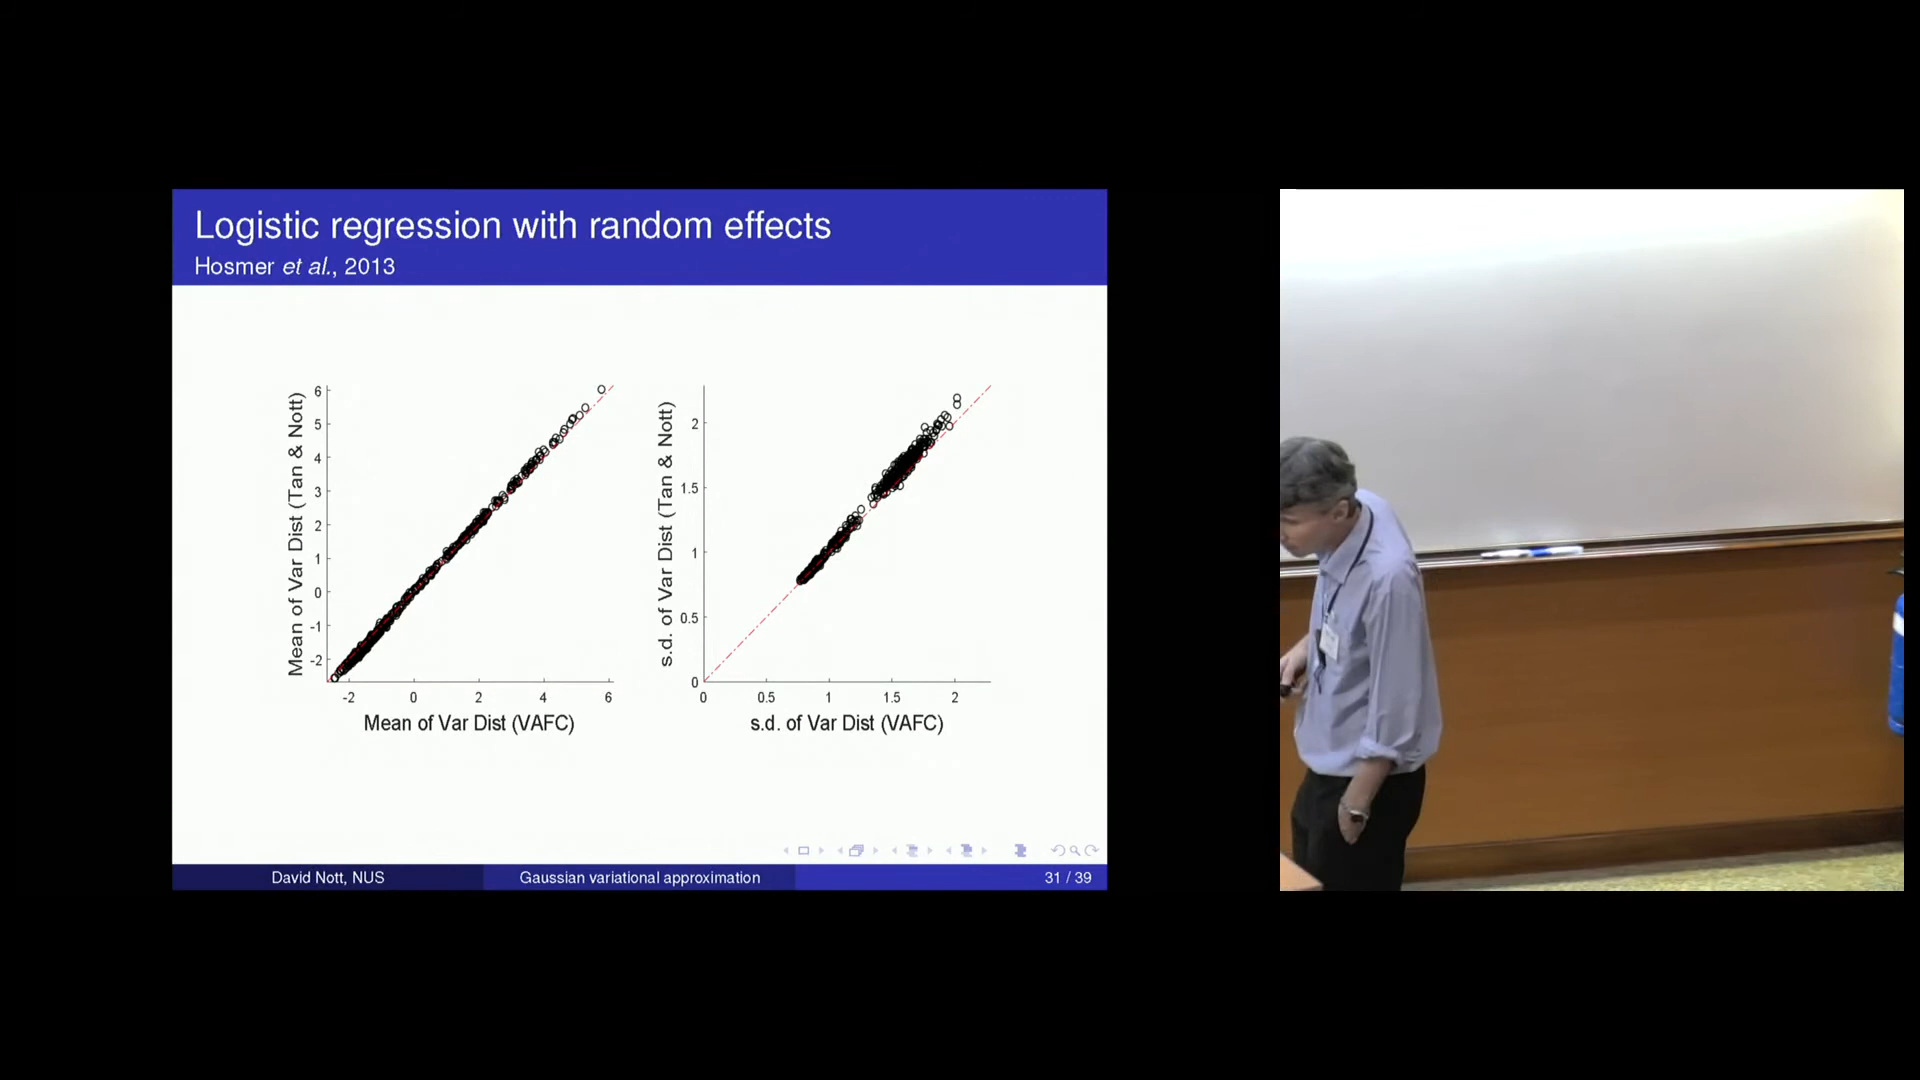 Logistic regression with random effects
Hosmer et al., 2013
Mean of Var Dist (Tan & Nott)
6
5
4
3
2
1
0
-1
-2
-2 0 2 4 6
Mean of Var Dist (VAFC)
s.d. of Var Dist (Tan & Nott)
2
1.5
1
0.5
0
0 0.5 1 1.5 2
s.d. of Var Dist (VAFC)
David Nott, NUS Gaussian variational approximation 31 / 39